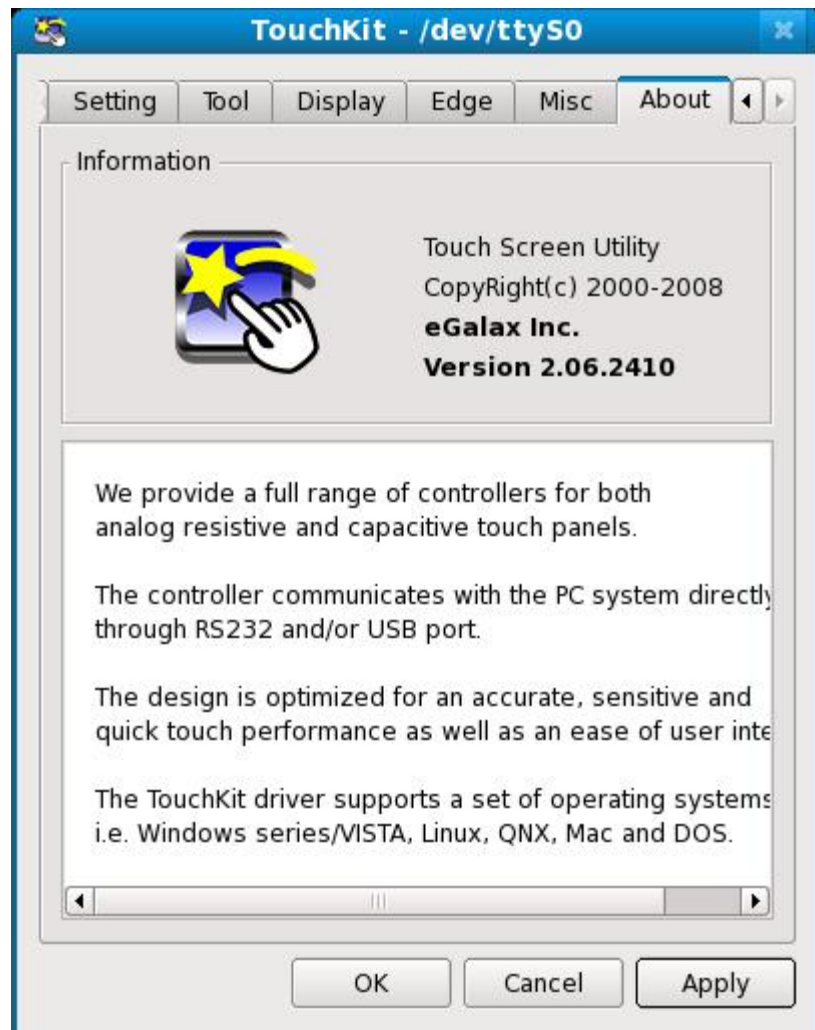 TouchKit - /dev/ttyS0
Setting Tool Display Edge Misc About
Information
Touch Screen Utility
CopyRight(c) 2000-2008
eGalax Inc.
Version 2.06.2410
We provide a full range of controllers for both
analog resistive and capacitive touch panels.
The controller communicates with the PC system directly
through RS232 and/or USB port.
The design is optimized for an accurate, sensitive and
quick touch performance as well as an ease of user inte
The TouchKit driver supports a set of operating systems
i.e. Windows series/VISTA, Linux, QNX, Mac and DOS.
OK Cancel Apply